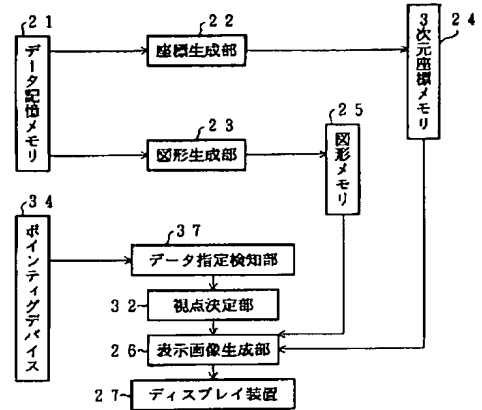 21
データ記憶メモリ
22
座標生成部
3次元座標メモリ
24
23
図形生成部
25
図形メモリ
34
ポインティグデバイス
37
データ指定検知部
32
視点決定部
26
表示画像生成部
27
ディスプレイ装置